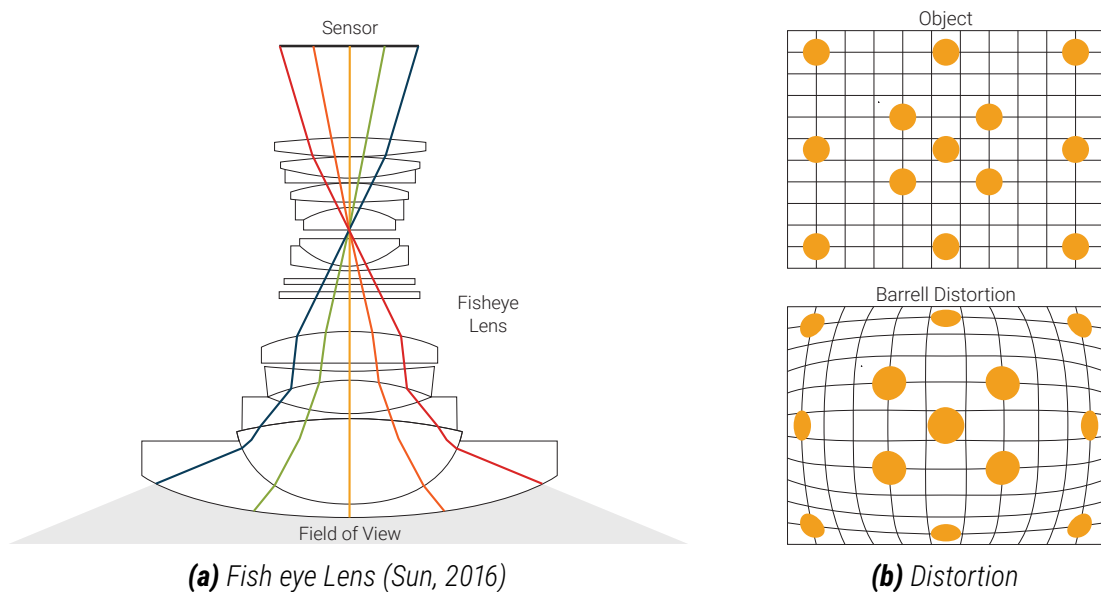 Sensor
Fisheye
Lens
Field of View
(a) Fish eye Lens (Sun, 2016)
Object
Barrell Distortion
(b) Distortion